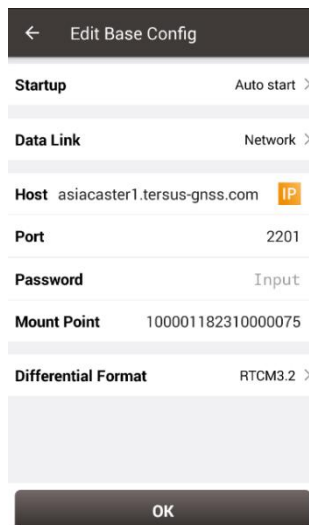 Edit Base Config
Startup Auto start
Data Link Network
Host asiacaster1.tersus-gnss.com IP
Port 2201
Password Input
Mount Point 100001182310000075
Differential Format RTCM3.2
OK